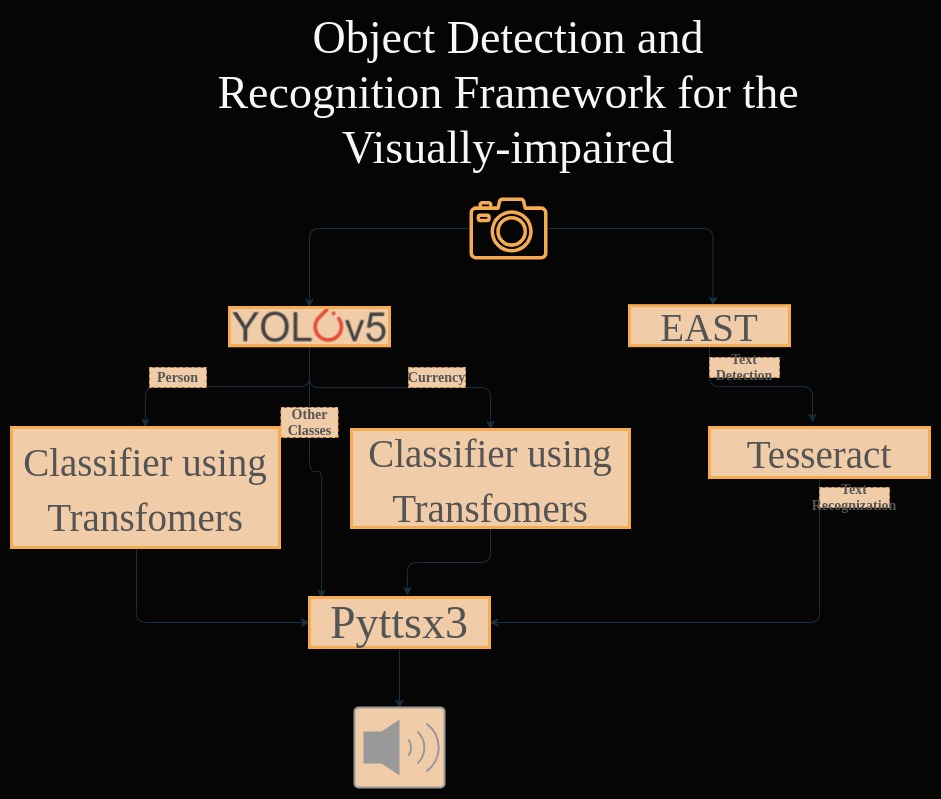 Object Detection and
Recognition Framework for the
Visually-impaired
YOLOv5
EAST
Text
Detection
Person
Currency
Other
Classes
Classifier using
Transfomers
Classifier using
Transfomers
Tesseract
Text
Recognization
Pyttsx3